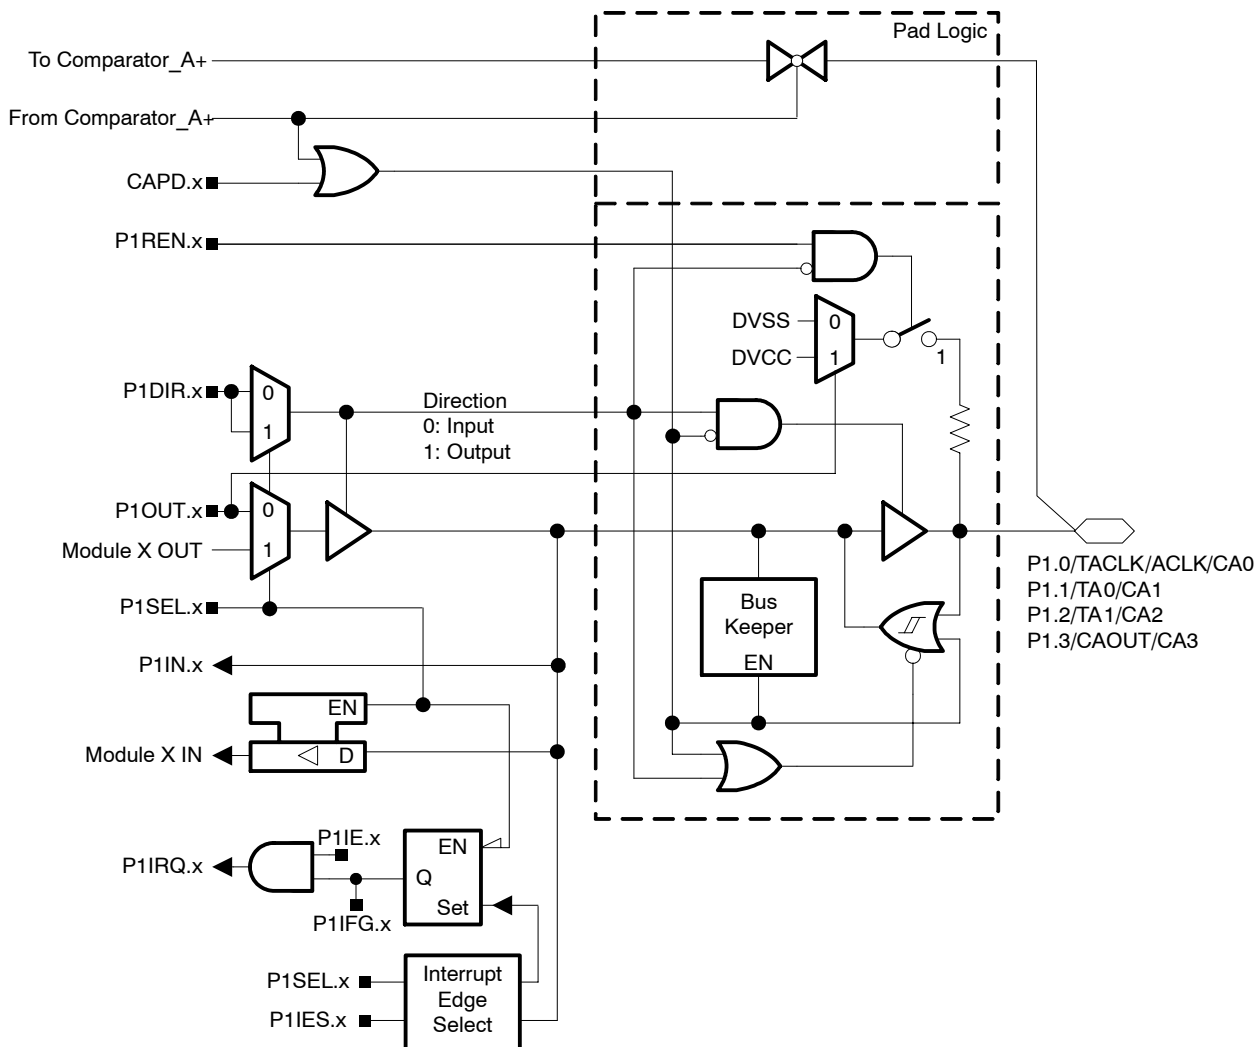 Pad Logic
To Comparator_A+
From Comparator_A+
CAPD.x
P1REN.x
DVSS
0
DVCC
1
1
P1DIR.x
0
1
Direction
0: Input
1: Output
P1OUT.x
0
Module X OUT
1
P1SEL.x
Bus
Keeper
EN
P1.0/TACLK/ACLK/CA0
P1.1/TA0/CA1
P1.2/TA1/CA2
P1.3/CAOUT/CA3
P1IN.x
EN
Module X IN
D
P1IE.x
P1IRQ.x
P1IFG.x
EN
Q
Set
P1SEL.x
P1IES.x
Interrupt
Edge
Select